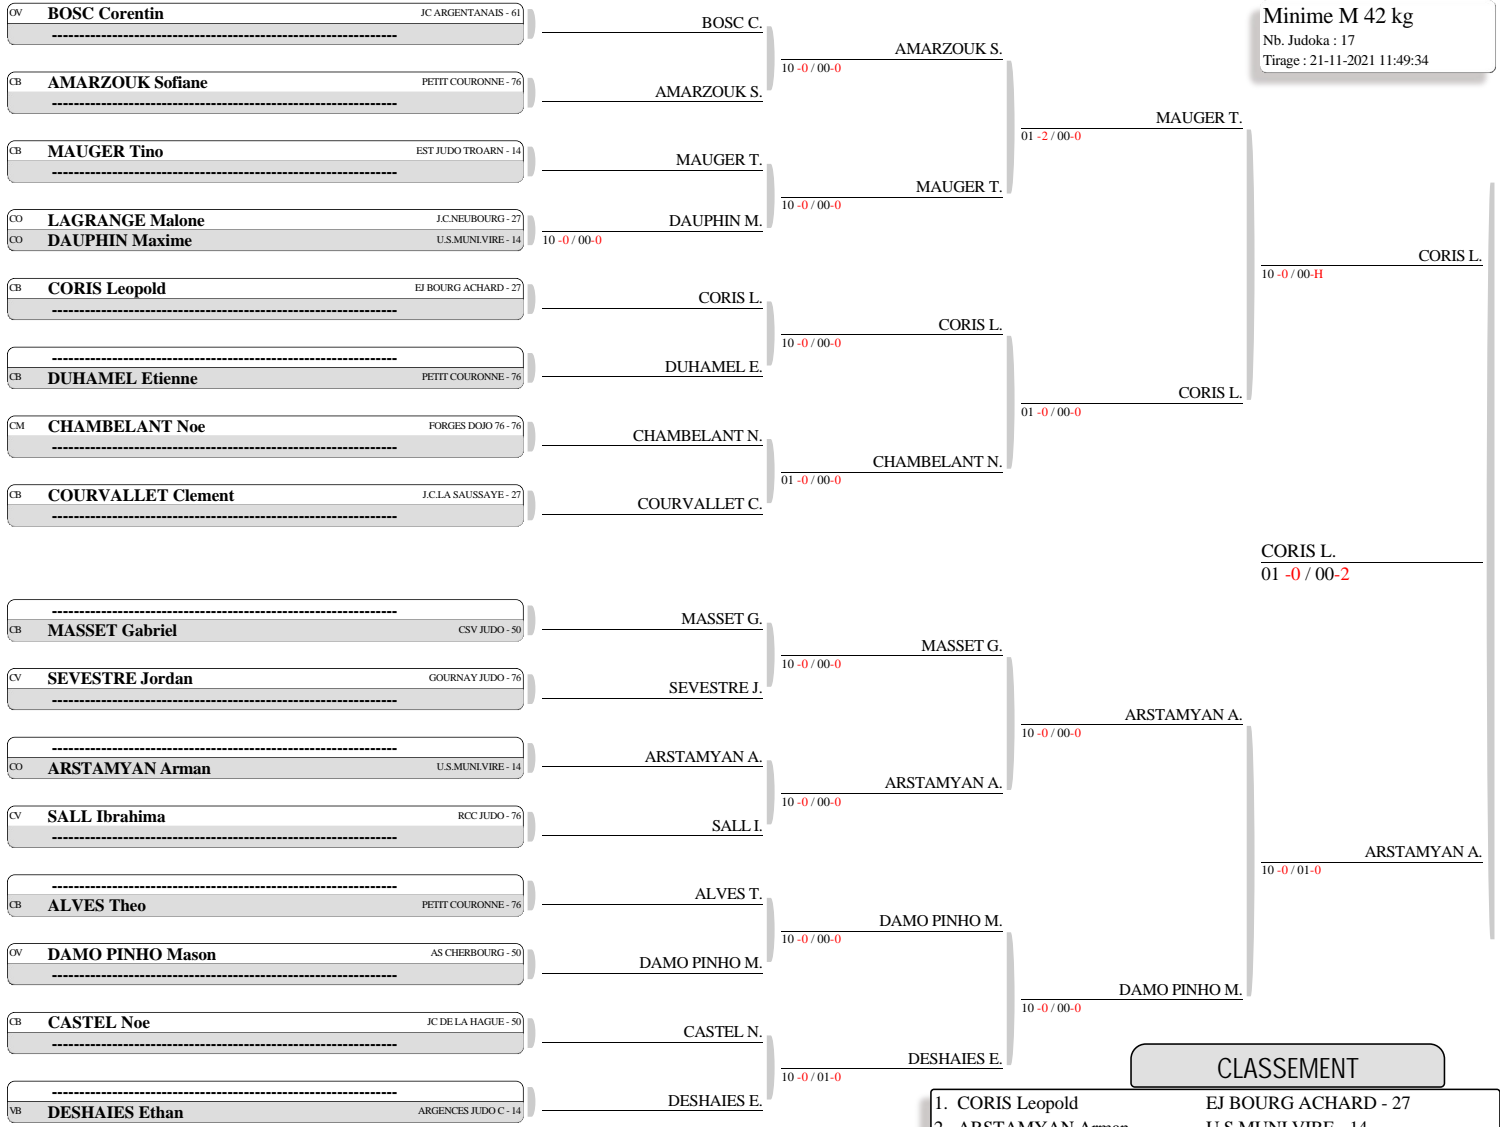 Minime M 42 kg
Nb. Judoka : 17
Tirage : 21-11-2021 11:49:34
OV BOSC Corentin JC ARGENTANAIS - 61
------------------------------------------------------------------
CB AMARZOUK Sofiane PETIT COURONNE - 76
------------------------------------------------------------------
CB MAUGER Tino EST JUDO TROARN - 14
------------------------------------------------------------------
CO LAGRANGE Malone J.C.NEUBOURG - 27
CO DAUPHIN Maxime U.S.MUNI.VIRE - 14
CB CORIS Leopold EJ BOURG ACHARD - 27
------------------------------------------------------------------
------------------------------------------------------------------
CB DUHAMEL Etienne PETIT COURONNE - 76
CM CHAMBELANT Noe FORGES DOJO 76 - 76
------------------------------------------------------------------
CB COURVALLET Clement J.C.LA SAUSSAYE - 27
------------------------------------------------------------------
------------------------------------------------------------------
CB MASSET Gabriel CSV JUDO - 50
CV SEVESTRE Jordan GOURNAY JUDO - 76
------------------------------------------------------------------
------------------------------------------------------------------
CO ARSTAMYAN Arman U.S.MUNI.VIRE - 14
CV SALL Ibrahima RCC JUDO - 76
------------------------------------------------------------------
------------------------------------------------------------------
CB ALVES Theo PETIT COURONNE - 76
OV DAMO PINHO Mason AS CHERBOURG - 50
------------------------------------------------------------------
CB CASTEL Noe JC DE LA HAGUE - 50
------------------------------------------------------------------
------------------------------------------------------------------
VB DESHAIES Ethan ARGENCES JUDO C - 14
BOSC C.
AMARZOUK S.
MAUGER T.
DAUPHIN M.
10 -0 / 00-0
CORIS L.
DUHAMEL E.
CHAMBELANT N.
COURVALLET C.
MASSET G.
SEVESTRE J.
ARSTAMYAN A.
SALL I.
ALVES T.
DAMO PINHO M.
CASTEL N.
DESHAIES E.
AMARZOUK S.
10 -0 / 00-0
MAUGER T.
10 -0 / 00-0
CORIS L.
10 -0 / 00-0
CHAMBELANT N.
01 -0 / 00-0
MASSET G.
10 -0 / 00-0
ARSTAMYAN A.
10 -0 / 00-0
DAMO PINHO M.
10 -0 / 00-0
DESHAIES E.
10 -0 / 01-0
MAUGER T.
01 -2 / 00-0
CORIS L.
01 -0 / 00-0
ARSTAMYAN A.
10 -0 / 00-0
DAMO PINHO M.
10 -0 / 00-0
CORIS L.
10 -0 / 00-H
ARSTAMYAN A.
10 -0 / 01-0
CORIS L.
01 -0 / 00-2
CLASSEMENT
1. CORIS Leopold EJ BOURG ACHARD - 27
2. ARSTAMYAN Arman U.S.MUNI.VIRE - 14